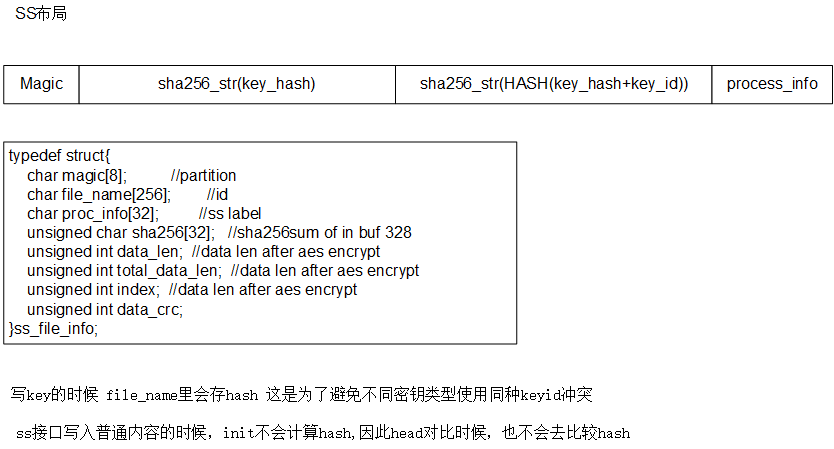 SS布局
Magic
sha256_str(key_hash)
sha256_str(HASH(key_hash+key_id))
process_info
typedef struct{
char magic[8]; //partition
char file_name[256]; //id
char proc_info[32]; //ss label
unsigned char sha256[32]; //sha256sum of in buf 328
unsigned int data_len; //data len after aes encrypt
unsigned int total_data_len; //data len after aes encrypt
unsigned int index; //data len after aes encrypt
unsigned int data_crc;
}ss_file_info;
写key的时候 file_name里会存hash 这是为了避免不同密钥类型使用同种keyid冲突
ss接口写入普通内容的时候，init不会计算hash,因此head对比时候，也不会去比较hash